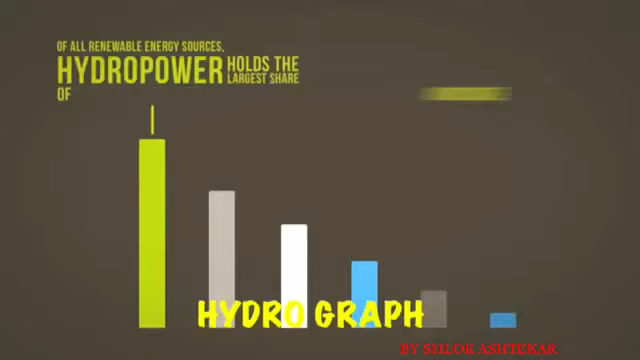 OF ALL RENEWABLE ENERGY SOURCES,
HYDROPOWER HOLDS THE
LARGEST SHARE
OF
HYDRO GRAPH
BY SHLOK ASHTEKAR